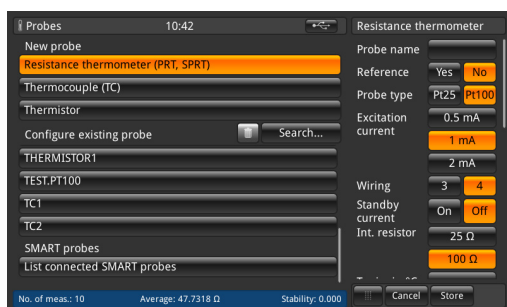 Probes 10:42
New probe
Resistance thermometer (PRT, SPRT)
Thermocouple (TC)
Thermistor
Configure existing probe Search...
THERMISTOR1
TEST.PT100
TC1
TC2
SMART probes
List connected SMART probes
No. of meas.: 10 Average: 47.7318 Ω Stability: 0.000
Resistance thermometer
Probe name
Reference Yes No
Probe type Pt25 Pt100
Excitation current 0.5 mA
1 mA
2 mA
Wiring 3 4
Standby current On Off
Int. resistor 25 Ω
100 Ω
Cancel Store